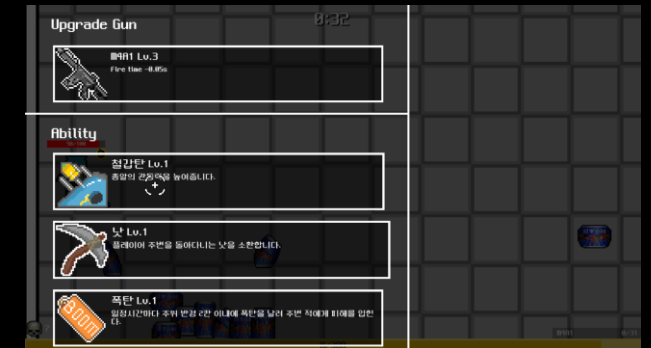 Upgrade Gun
0:32
M4A1 Lv.3
Fire time -0.05s
Ability
철갑탄 Lv.1
총알의 관통력을 높여줍니다.
낫 Lv.1
플레이어 주변을 돌아다니는 낫을 소환합니다.
BOOM
폭탄 Lv.1
일정시간마다 주위 반경 2칸 이내에 폭탄을 날려 주변 적에게 피해를 입힌
다.